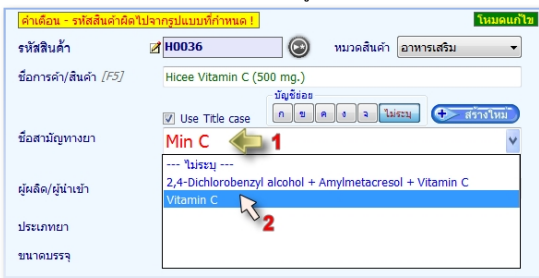 คำเตือน - รหัสสินค้าผิดไปจากรูปแบบที่กำหนด !
โหมดแก้ไข
รหัสสินค้า H0036 หมวดสินค้า อาหารเสริม
ชื่อการค้า/สินค้า [F5] Hicee Vitamin C (500 mg.)
บัญชีย่อย
Use Title case ก ข ค ง จ ไม่ระบุ + สร้างใหม่
ชื่อสามัญทางยา Min C 1
--- ไม่ระบุ ---
2,4-Dichlorobenzyl alcohol + Amylmetacresol + Vitamin C
ผู้ผลิต/ผู้นำเข้า
Vitamin C
2
ประเภทยา
ขนาดบรรจุ